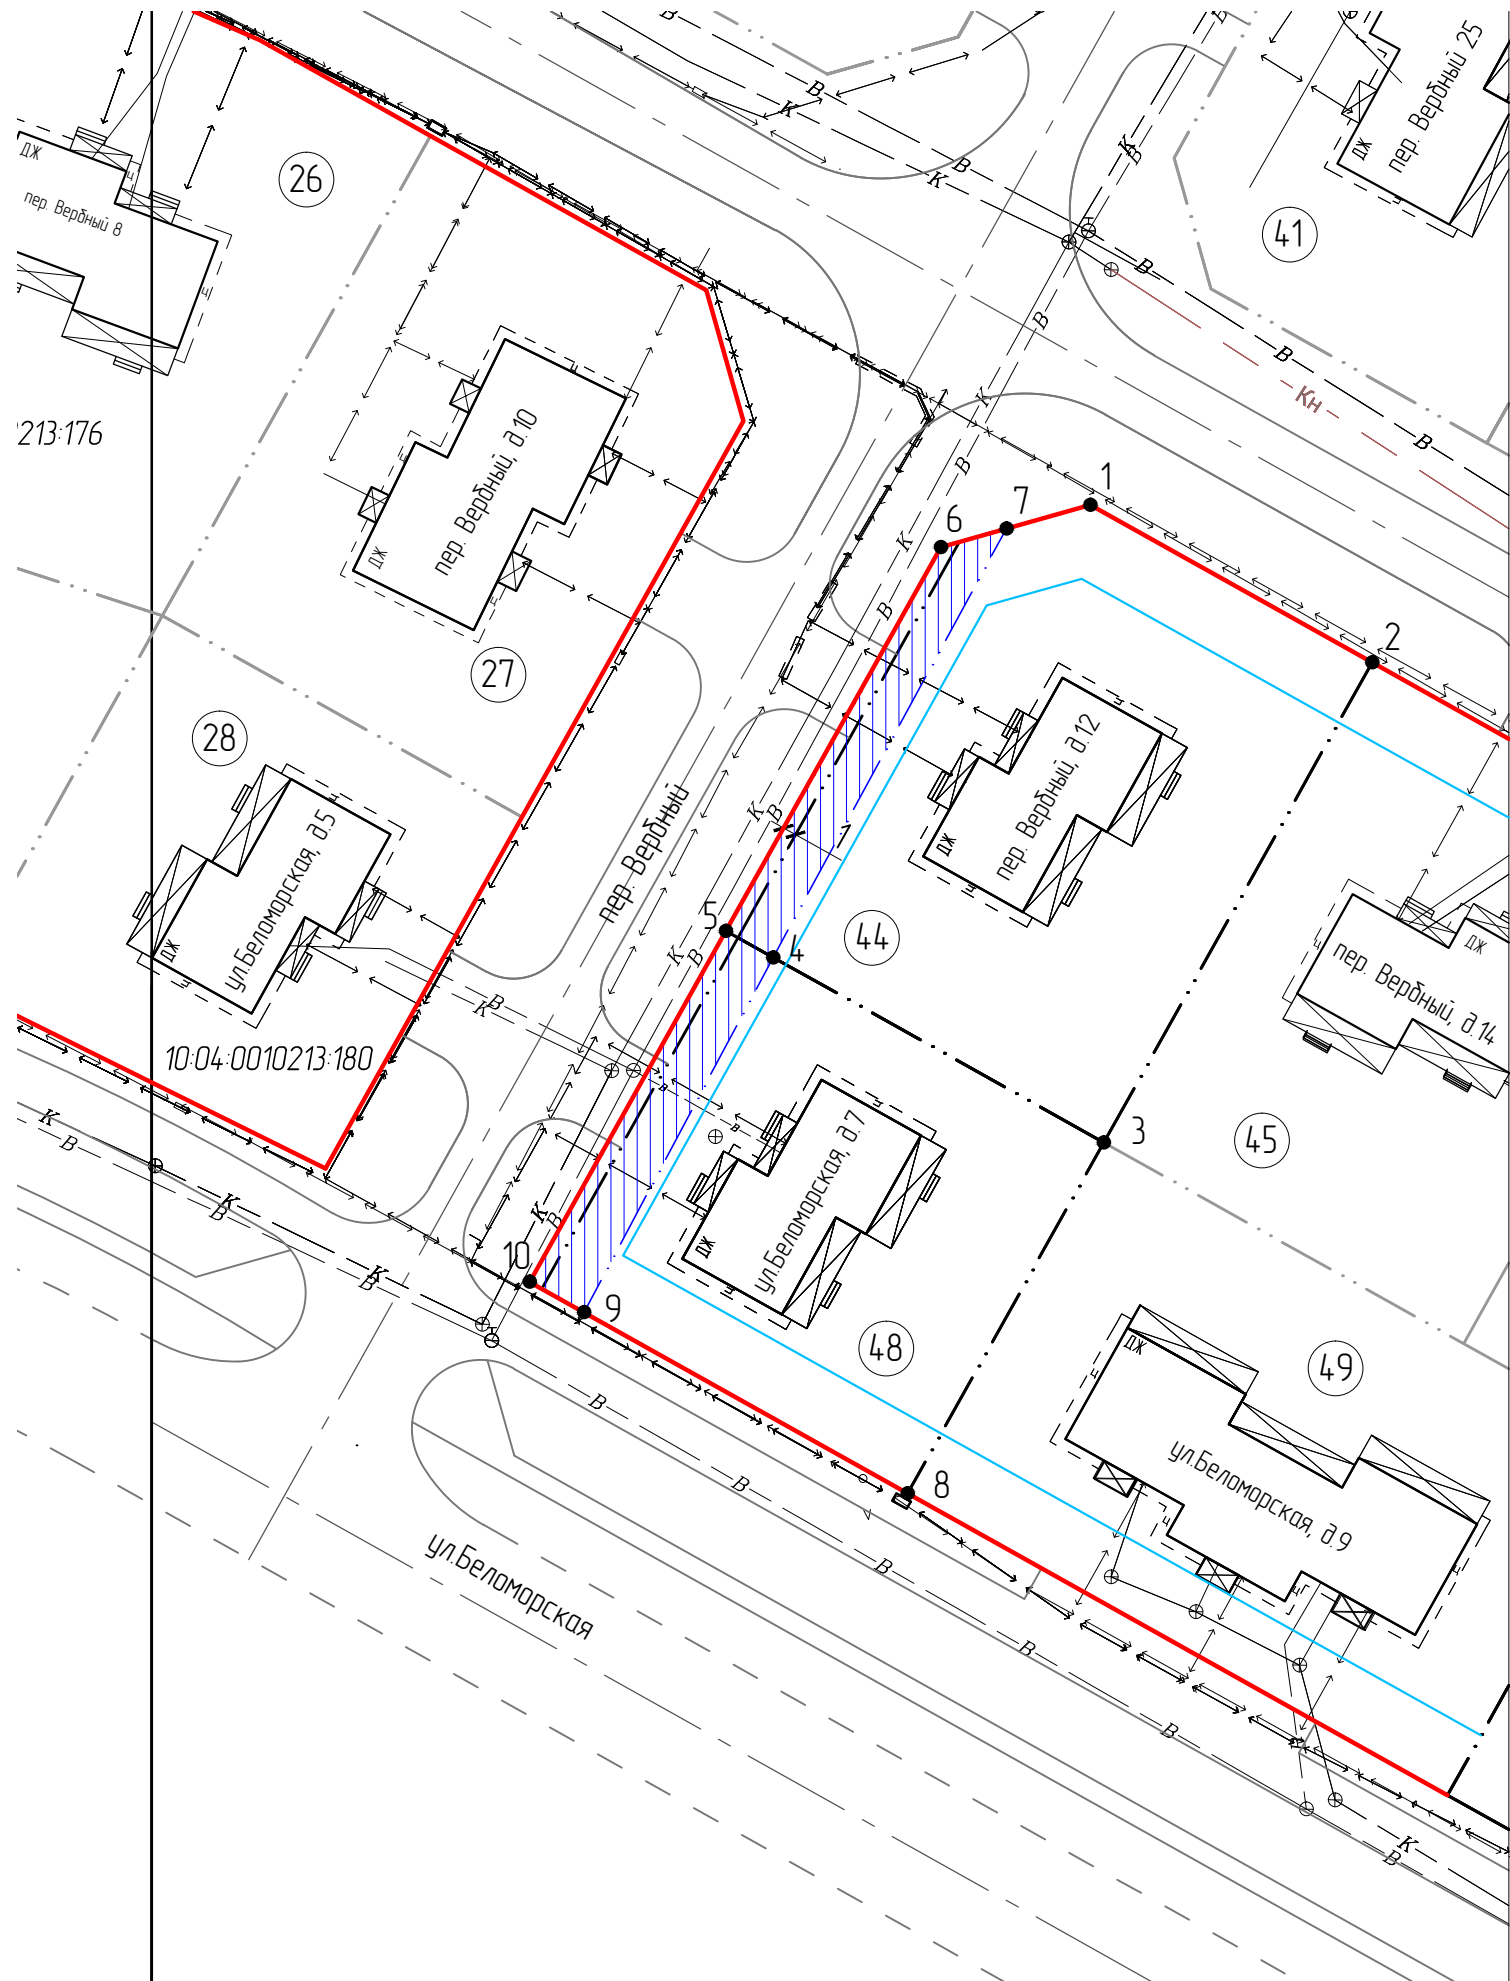 пер. Вербный 25
ДЖ
ДЖ
26
пер. Вербный 8
41
213:176
пер. Вербный, д.10
ДЖ
Кн
1
7
6
2
27
28
пер. Вербный, д.12
ДЖ
пер. Вербный
ул.Беломорская, д.5
ДЖ
5
4
44
пер. Вербный, д.14
ДЖ
10:04:0010213:180
3
45
ул.Беломорская, д.7
ДЖ
10
9
48
49
ДЖ
ул.Беломорская, д.9
8
ул.Беломорская
В
К
В
К
В
К
В
К
В
К
В
К
В
К
В